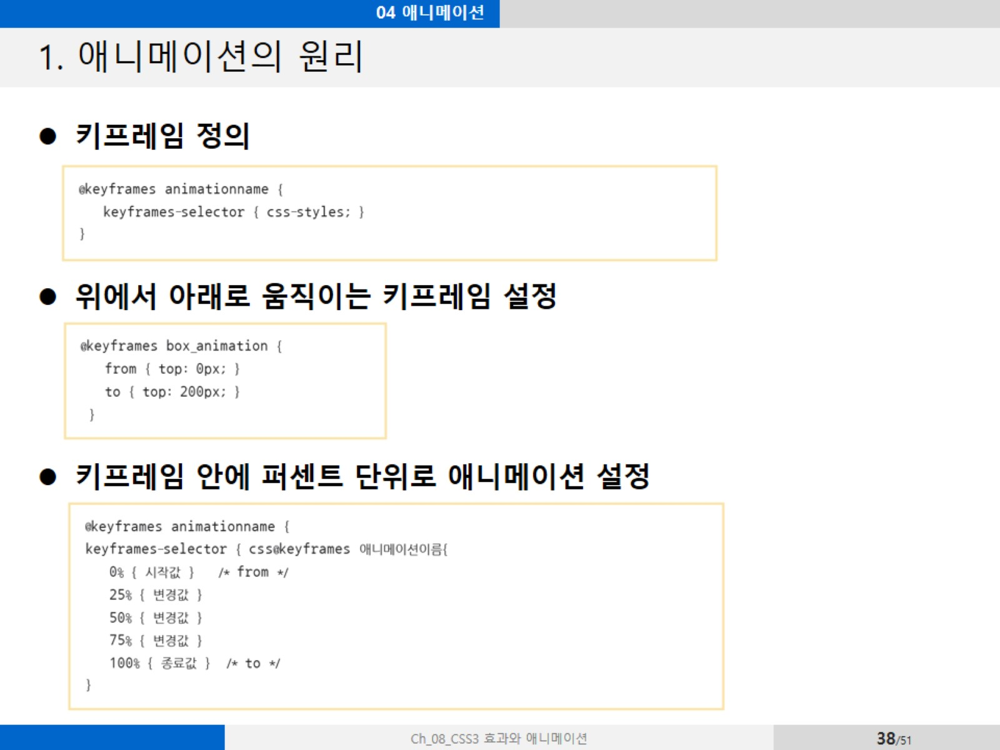 04 애니메이션
1. 애니메이션의 원리
● 키프레임 정의
@keyframes animationname {
keyframes-selector { css-styles; }
}
● 위에서 아래로 움직이는 키프레임 설정
@keyframes box_animation {
from { top: 0px; }
to { top: 200px; }
}
● 키프레임 안에 퍼센트 단위로 애니메이션 설정
@keyframes animationname {
keyframes-selector { css@keyframes 애니메이션이름{
0% { 시작값 } /* from */
25% { 변경값 }
50% { 변경값 }
75% { 변경값 }
100% { 종료값 } /* to */
}
Ch_08_CSS3 효과와 애니메이션
38/51